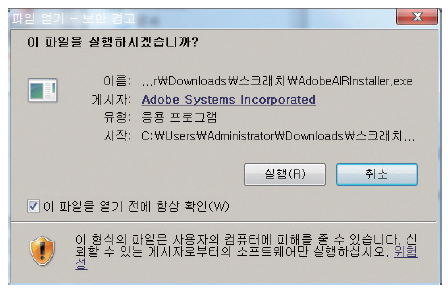 파일 열기 - 보안 경고
이 파일을 실행하시겠습니까?
이름: ...r₩Downloads₩스크래치₩AdobeAIRInstaller.exe
게시자: Adobe Systems Incorporated
유형: 응용 프로그램
시작: C:₩Users₩Administrator₩Downloads₩스크래치...
실행(R) 취소
이 파일을 열기 전에 항상 확인(W)
이 형식의 파일은 사용자의 컴퓨터에 피해를 줄 수 있습니다. 신
뢰할 수 있는 게시자로부터의 소프트웨어만 실행하십시오. 위험
성